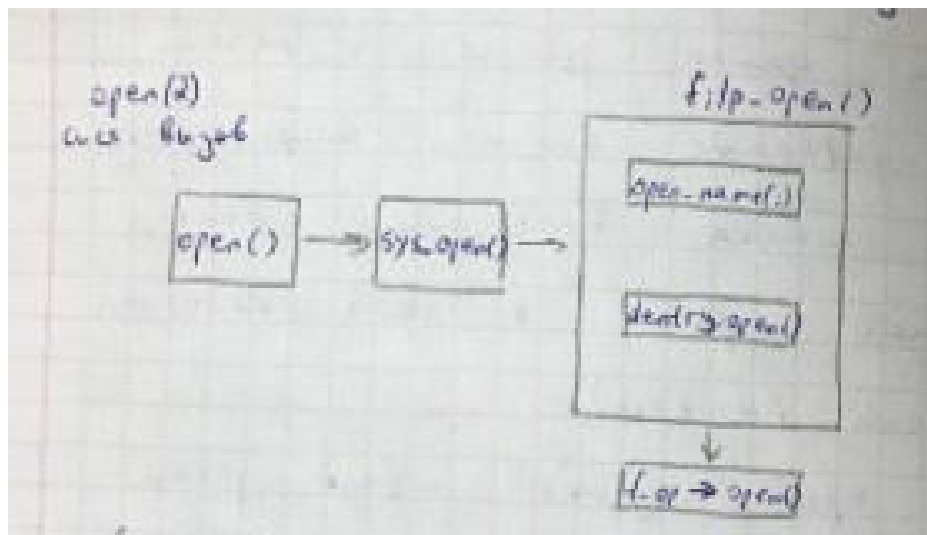 open(2)
сис. вызов
filp_open()
open_name(.)
open()
sys_open()
dentry_open()
f_op → open()